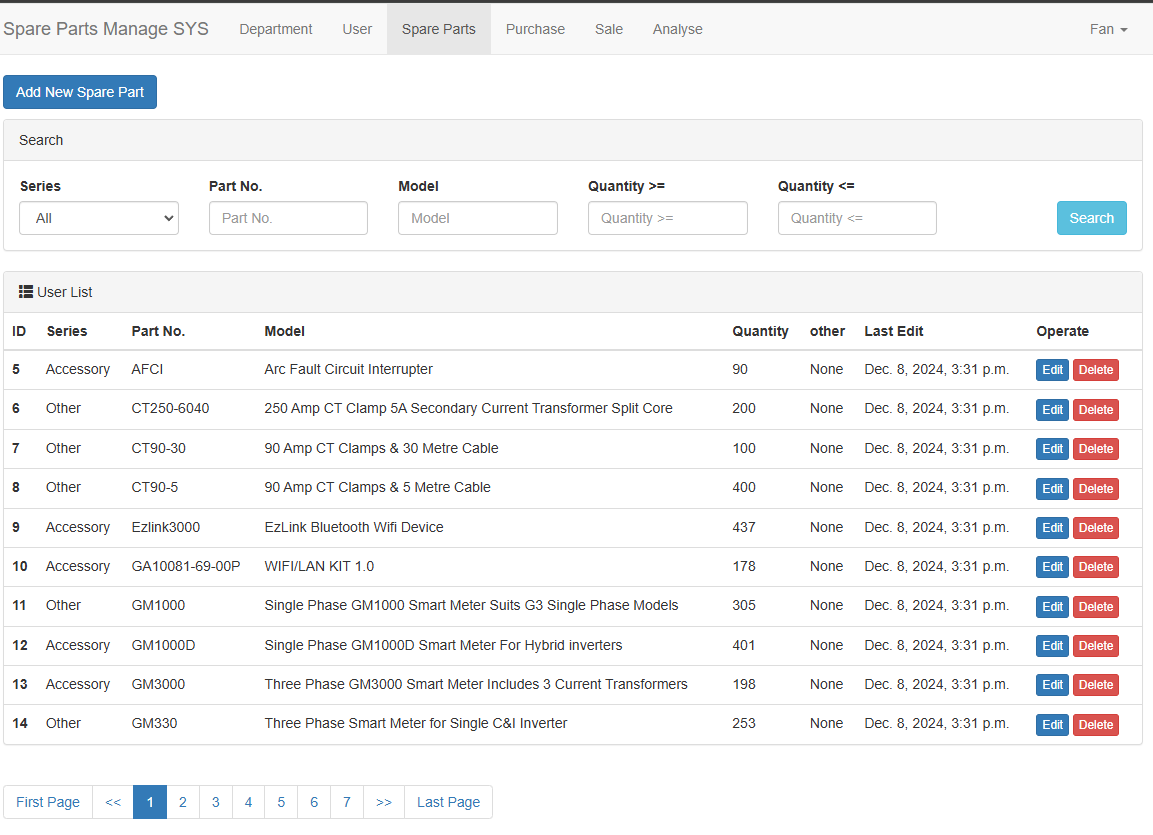 Spare Parts Manage SYS Department User Spare Parts Purchase Sale Analyse Fan
Add New Spare Part
Search
Series Part No. Model Quantity >= Quantity <=
All Part No. Model Quantity >= Quantity <= Search
User List
ID Series Part No. Model Quantity other Last Edit Operate
5 Accessory AFCI Arc Fault Circuit Interrupter 90 None Dec. 8, 2024, 3:31 p.m. Edit Delete
6 Other CT250-6040 250 Amp CT Clamp 5A Secondary Current Transformer Split Core 200 None Dec. 8, 2024, 3:31 p.m. Edit Delete
7 Other CT90-30 90 Amp CT Clamps & 30 Metre Cable 100 None Dec. 8, 2024, 3:31 p.m. Edit Delete
8 Other CT90-5 90 Amp CT Clamps & 5 Metre Cable 400 None Dec. 8, 2024, 3:31 p.m. Edit Delete
9 Accessory Ezlink3000 EzLink Bluetooth Wifi Device 437 None Dec. 8, 2024, 3:31 p.m. Edit Delete
10 Accessory GA10081-69-00P WIFI/LAN KIT 1.0 178 None Dec. 8, 2024, 3:31 p.m. Edit Delete
11 Other GM1000 Single Phase GM1000 Smart Meter Suits G3 Single Phase Models 305 None Dec. 8, 2024, 3:31 p.m. Edit Delete
12 Accessory GM1000D Single Phase GM1000D Smart Meter For Hybrid inverters 401 None Dec. 8, 2024, 3:31 p.m. Edit Delete
13 Accessory GM3000 Three Phase GM3000 Smart Meter Includes 3 Current Transformers 198 None Dec. 8, 2024, 3:31 p.m. Edit Delete
14 Other GM330 Three Phase Smart Meter for Single C&I Inverter 253 None Dec. 8, 2024, 3:31 p.m. Edit Delete
First Page << 1 2 3 4 5 6 7 >> Last Page